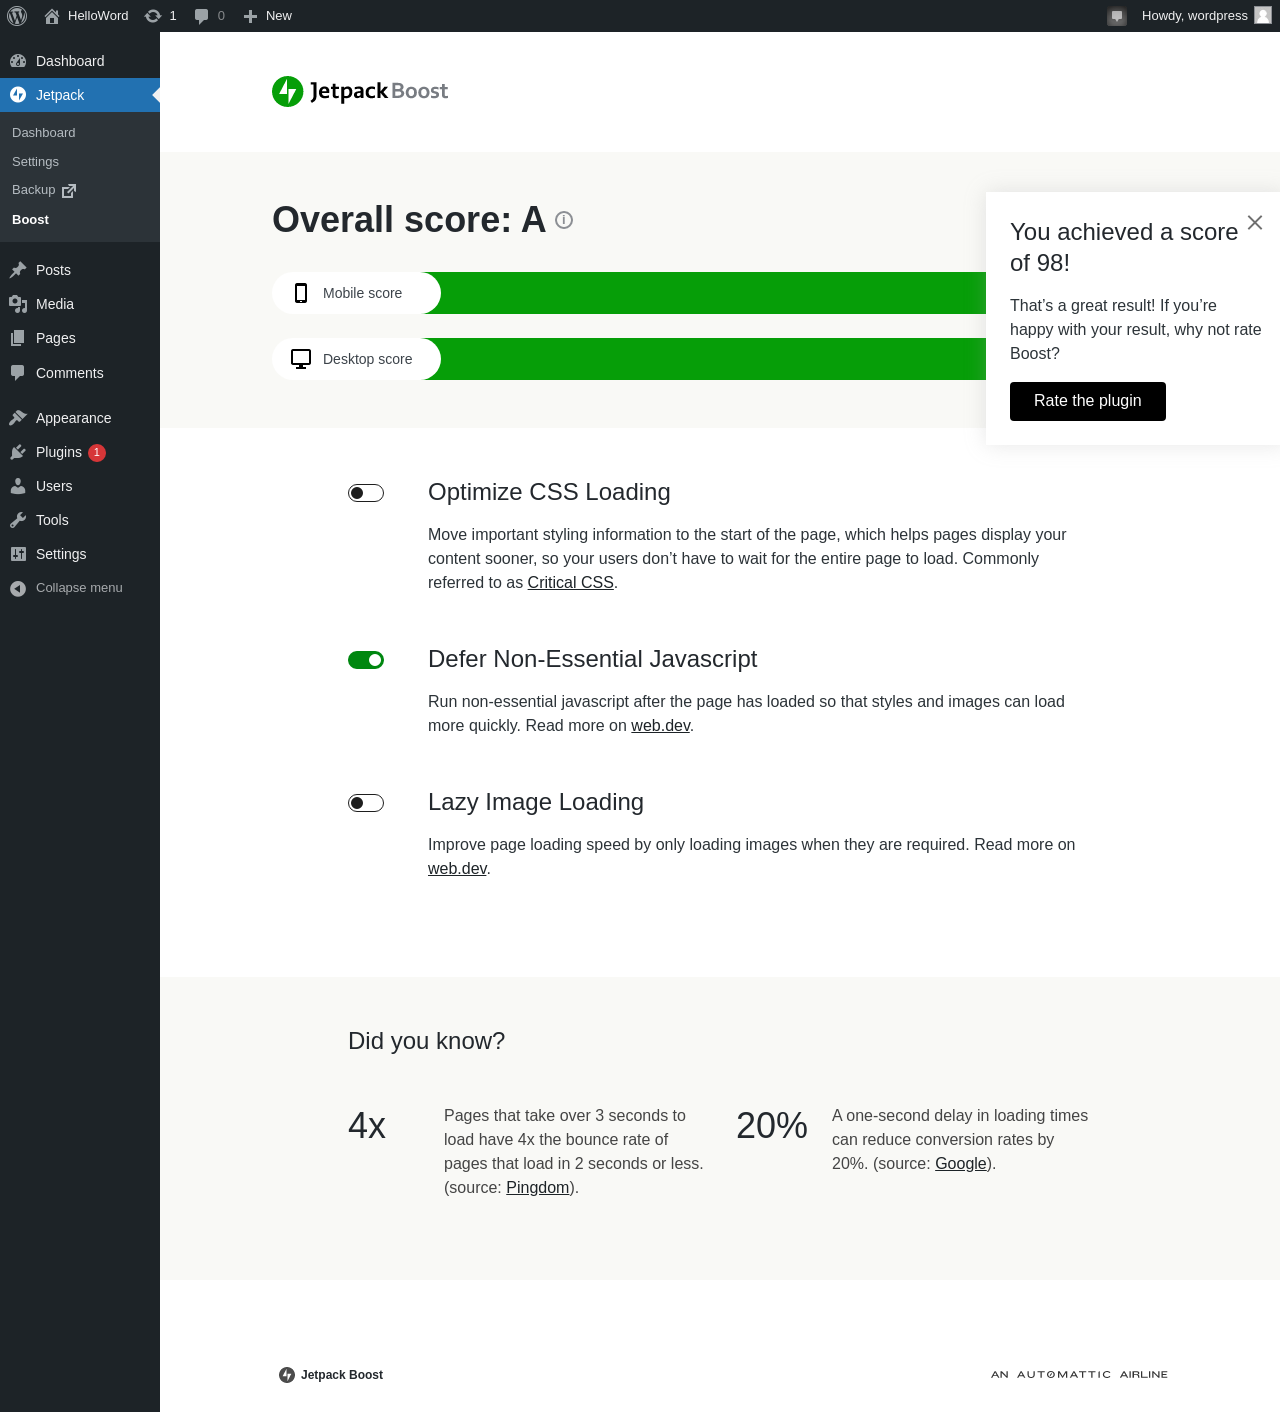 HelloWord 1 0 New Howdy, wordpress
Dashboard
Jetpack
Dashboard
Settings
Backup
Boost
Posts
Media
Pages
Comments
Appearance
Plugins 1
Users
Tools
Settings
Collapse menu
Jetpack Boost
Overall score: A
Mobile score
Desktop score
You achieved a score
of 98!
That’s a great result! If you’re
happy with your result, why not rate
Boost?
Rate the plugin
Optimize CSS Loading
Move important styling information to the start of the page, which helps pages display your
content sooner, so your users don’t have to wait for the entire page to load. Commonly
referred to as Critical CSS.
Defer Non-Essential Javascript
Run non-essential javascript after the page has loaded so that styles and images can load
more quickly. Read more on web.dev.
Lazy Image Loading
Improve page loading speed by only loading images when they are required. Read more on
web.dev.
Did you know?
4x
Pages that take over 3 seconds to
load have 4x the bounce rate of
pages that load in 2 seconds or less.
(source: Pingdom).
20%
A one-second delay in loading times
can reduce conversion rates by
20%. (source: Google).
Jetpack Boost
AN AUTOMATTIC AIRLINE